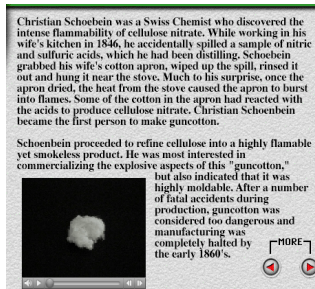 Christian Schoebein was a Swiss Chemist who discovered the
intense flammability of cellulose nitrate. While working in his
wife's kitchen in 1846, he accidentally spilled a sample of nitric
and sulfuric acids, which he had been distilling. Schoebein
grabbed his wife's cotton apron, wiped up the spill, rinsed it
out and hung it near the stove. Much to his surprise, once the
apron dried, the heat from the stove caused the apron to burst
into flames. Some of the cotton in the apron had reacted with
the acids to produce cellulose nitrate. Christian Schoenbein
became the first person to make guncotton.
Schoenbein proceeded to refine cellulose into a highly flamable
yet smokeless product. He was most interested in
commercializing the explosive aspects of this "guncotton,"
but also indicated that it was
highly moldable. After a number
of fatal accidents during
production, guncotton was
considered too dangerous and
manufacturing was
completely halted by
the early 1860's.
MORE